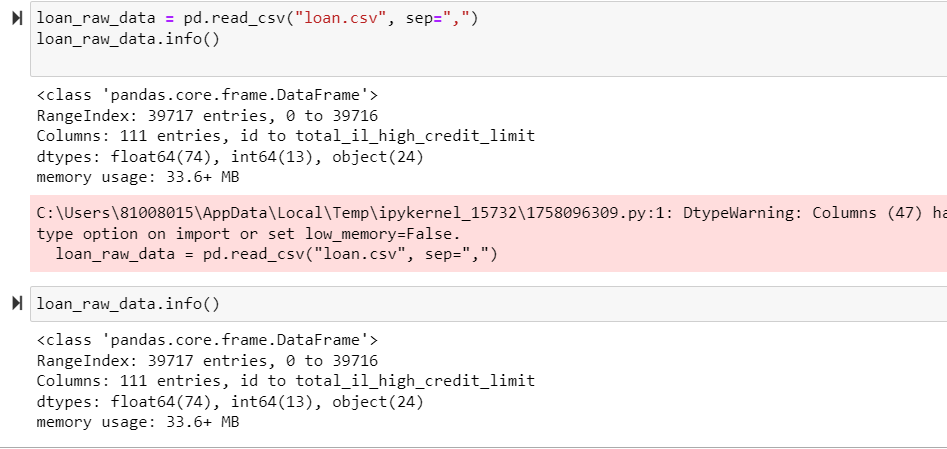 loan_raw_data = pd.read_csv("loan.csv", sep=",")
loan_raw_data.info()
<class 'pandas.core.frame.DataFrame'>
RangeIndex: 39717 entries, 0 to 39716
Columns: 111 entries, id to total_il_high_credit_limit
dtypes: float64(74), int64(13), object(24)
memory usage: 33.6+ MB
C:\Users\81008015\AppData\Local\Temp\ipykernel_15732\1758096309.py:1: DtypeWarning: Columns (47) ha
type option on import or set low_memory=False.
  loan_raw_data = pd.read_csv("loan.csv", sep=",")
loan_raw_data.info()
<class 'pandas.core.frame.DataFrame'>
RangeIndex: 39717 entries, 0 to 39716
Columns: 111 entries, id to total_il_high_credit_limit
dtypes: float64(74), int64(13), object(24)
memory usage: 33.6+ MB